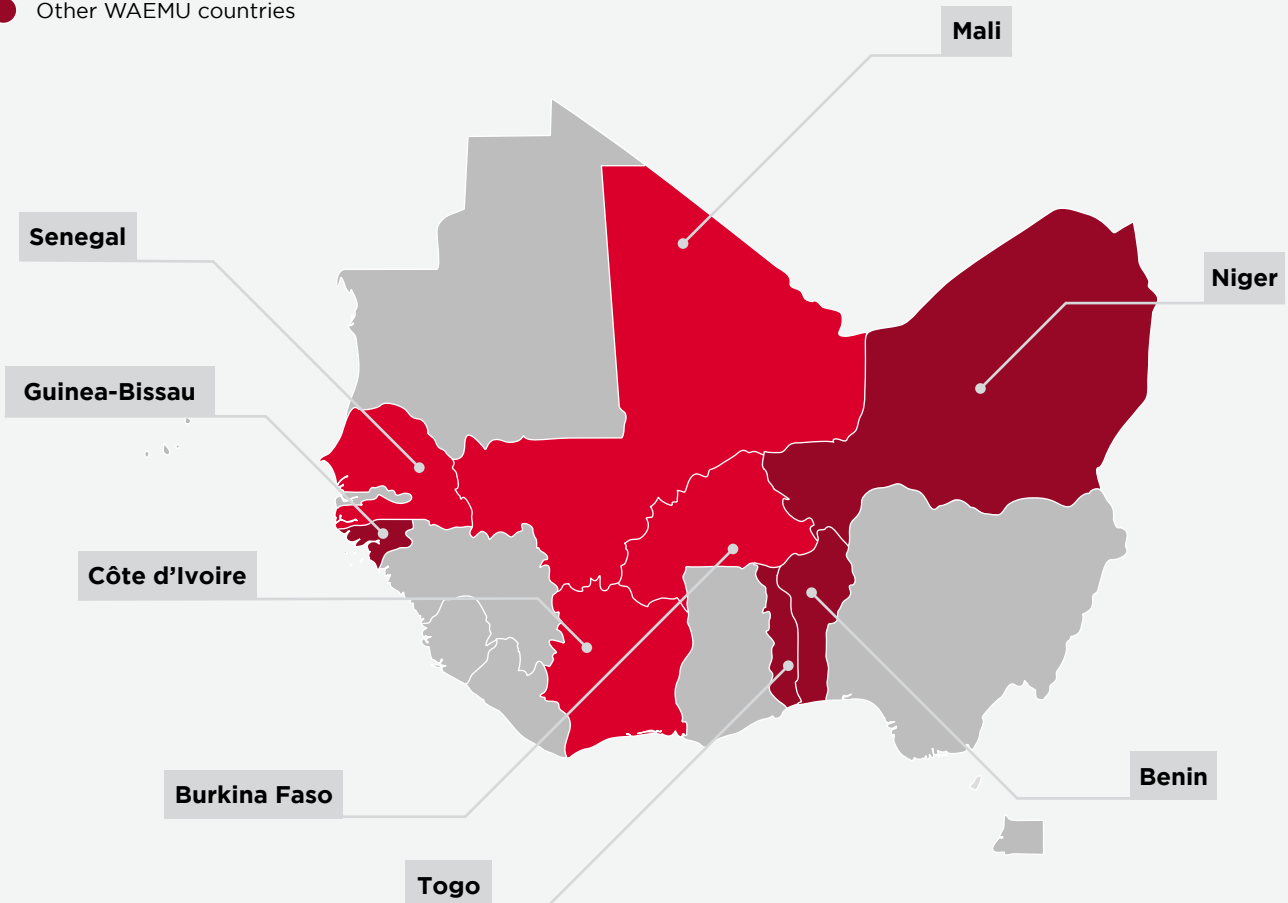 Other WAEMU countries
Mali
Senegal
Niger
Guinea-Bissau
Côte d’Ivoire
Burkina Faso
Benin
Togo